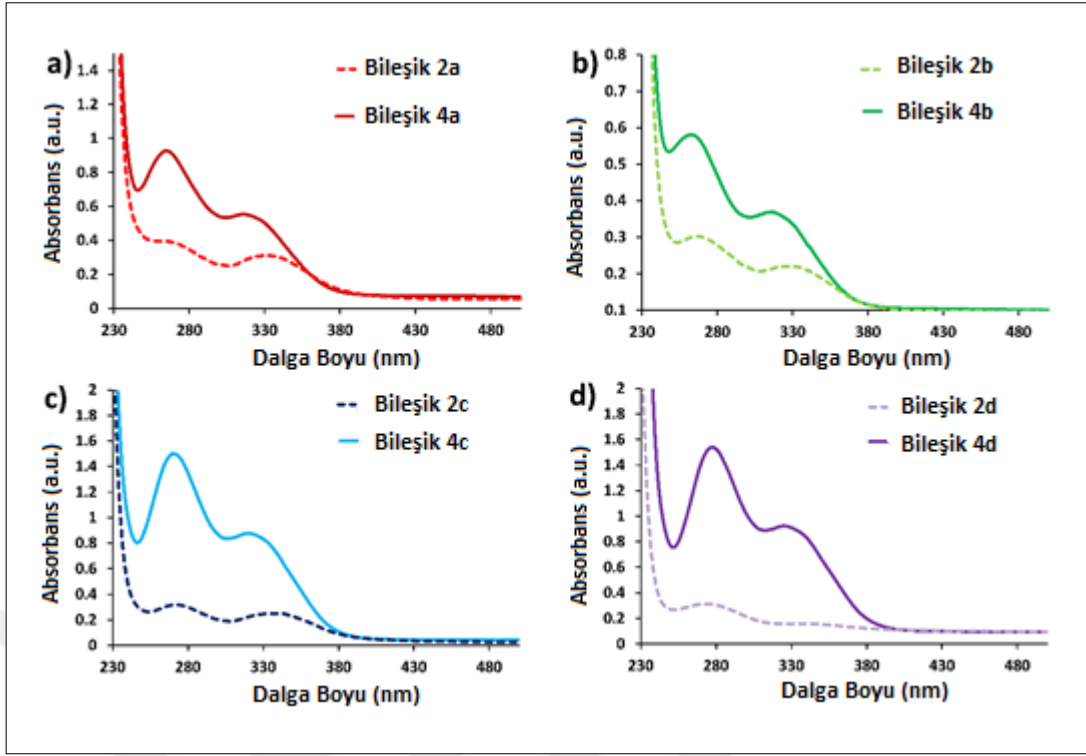 a)
Bileşik 2a
Bileşik 4a
Absorbans (a.u.)
1.4
1.2
1
0.8
0.6
0.4
0.2
0
230 280 330 380 430 480
Dalga Boyu (nm)
b)
Bileşik 2b
Bileşik 4b
Absorbans (a.u.)
0.8
0.7
0.6
0.5
0.4
0.3
0.2
0.1
230 280 330 380 430 480
Dalga Boyu (nm)
c)
Bileşik 2c
Bileşik 4c
Absorbans (a.u.)
2
1.8
1.6
1.4
1.2
1
0.8
0.6
0.4
0.2
0
230 280 330 380 430 480
Dalga Boyu (nm)
d)
Bileşik 2d
Bileşik 4d
Absorbans (a.u.)
2
1.8
1.6
1.4
1.2
1
0.8
0.6
0.4
0.2
0
230 280 330 380 430 480
Dalga Boyu (nm)